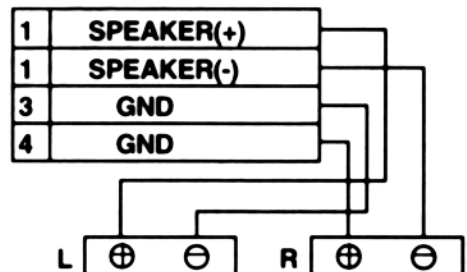 1 SPEAKER(+)
1 SPEAKER(-)
3 GND
4 GND
L ⊕ ⊖ R ⊕ ⊖